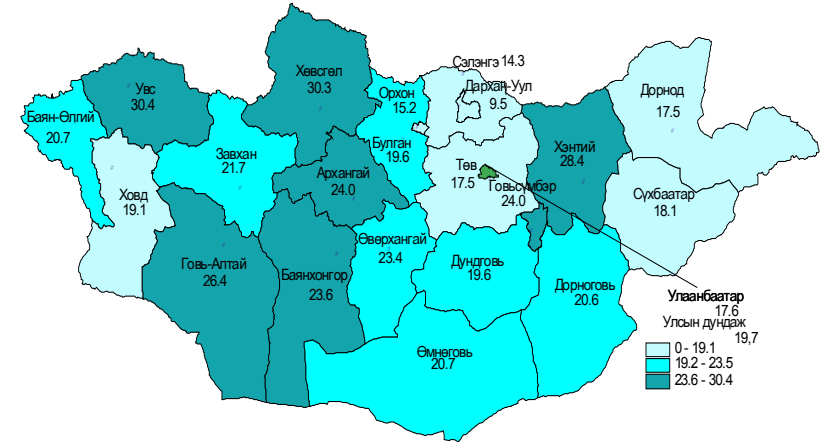 Сэлэнгэ 14.3
Хөвсгөл
30.3
Дархай-Уул
9.5
Орхон
15.2
Увс
30.4
Дорнод
17.5
Баян-Өлгий
20.7
Булган
19.6
Завхан
21.7
Хэнтий
28.4
Төв
17.5
Архангай
24.0
Говьсүмбэр
24.0
Ховд
19.1
Сүхбаатар
18.1
Өвөрхангай
23.4
Говь-Алтай
26.4
Баянхонгор
23.6
Дундговь
19.6
Дорноговь
20.6
Улаанбаатар
17.6
Улсын дундаж
19,7
Өмнөговь
20.7
0 - 19.1
19.2 - 23.5
23.6 - 30.4